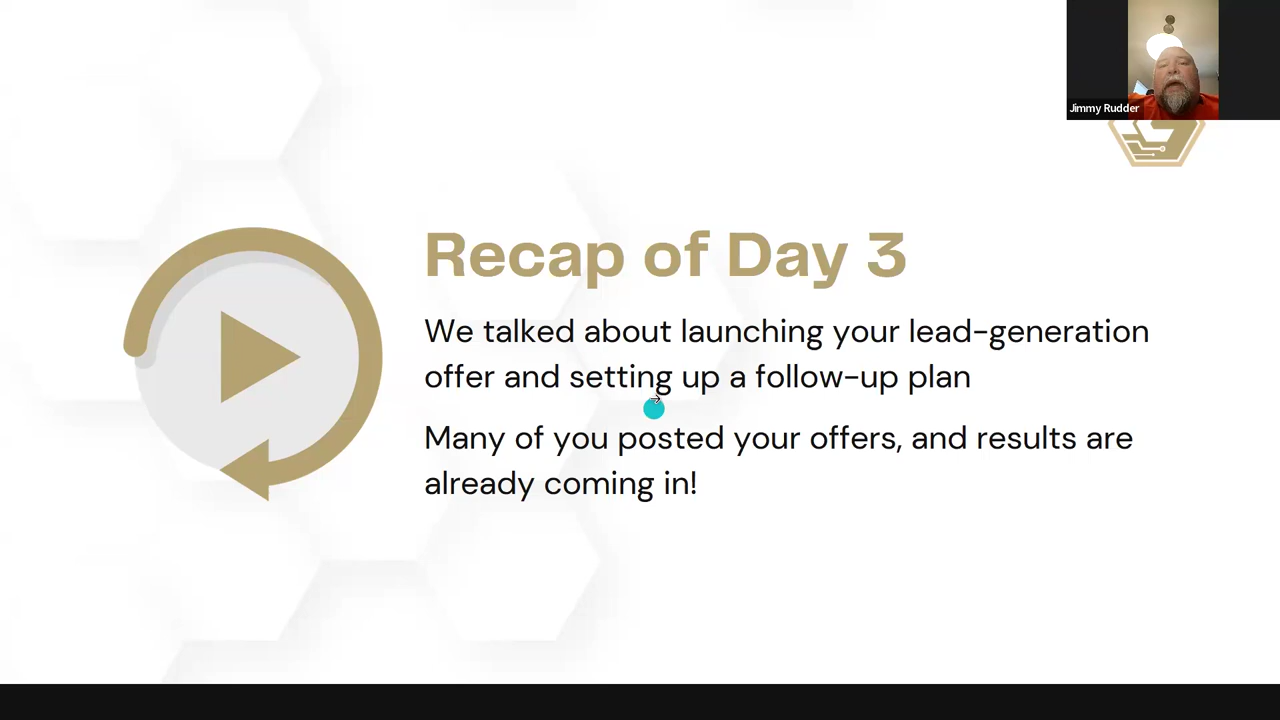 Jimmy Rudder
Recap of Day 3
We talked about launching your lead-generation
offer and setting up a follow-up plan
Many of you posted your offers, and results are
already coming in!